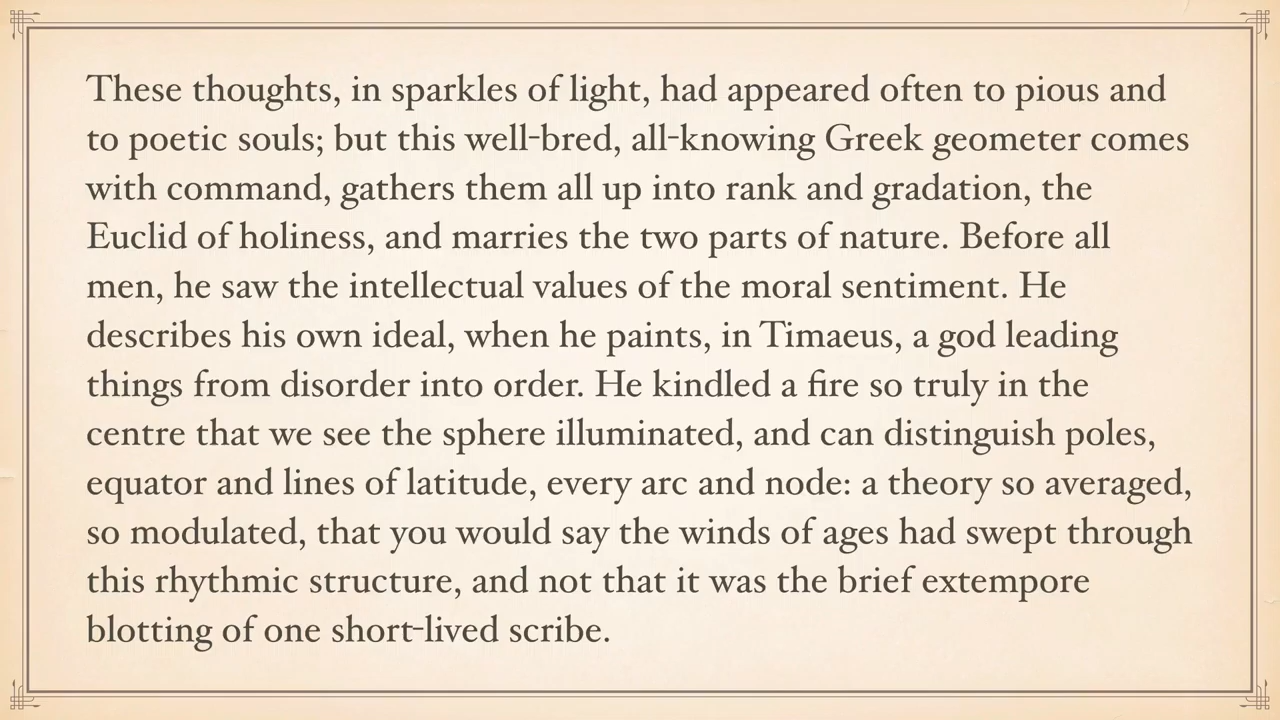 These thoughts, in sparkles of light, had appeared often to pious and
to poetic souls; but this well-bred, all-knowing Greek geometer comes
with command, gathers them all up into rank and gradation, the
Euclid of holiness, and marries the two parts of nature. Before all
men, he saw the intellectual values of the moral sentiment. He
describes his own ideal, when he paints, in Timaeus, a god leading
things from disorder into order. He kindled a fire so truly in the
centre that we see the sphere illuminated, and can distinguish poles,
equator and lines of latitude, every arc and node: a theory so averaged,
so modulated, that you would say the winds of ages had swept through
this rhythmic structure, and not that it was the brief extempore
blotting of one short-lived scribe.